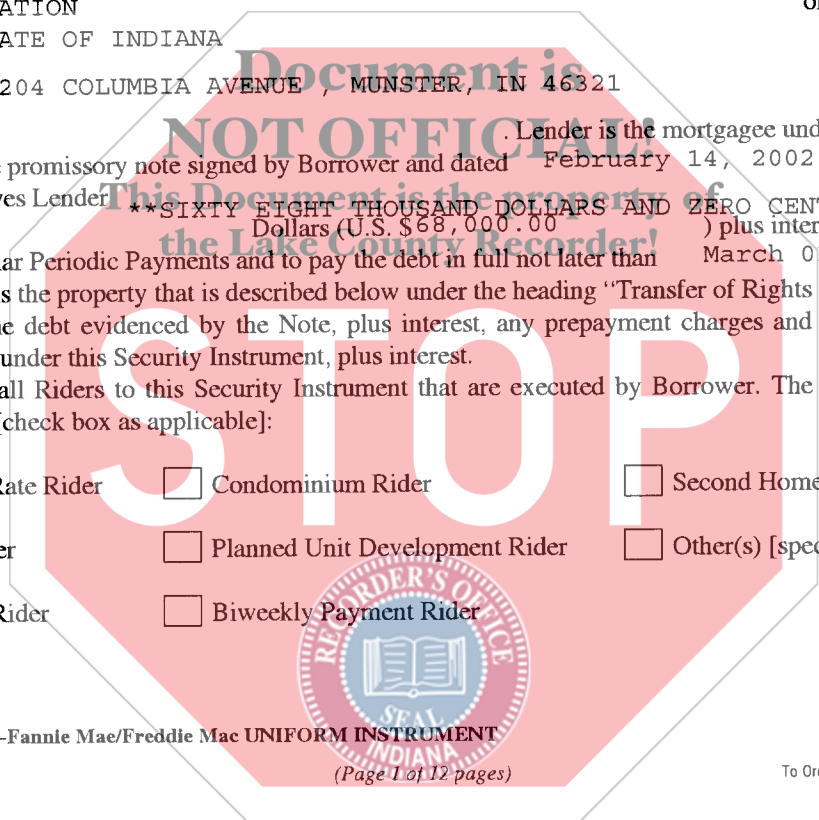 ATION
ATE OF INDIANA
204 COLUMBIA AVENUE , MUNSTER, IN 46321
Document is
NOT OFFICIAL!
This Document is the property of
the Lake County Recorder!
. Lender is the mortgagee und
promissory note signed by Borrower and dated February 14, 2002
es Lender **SIXTY EIGHT THOUSAND DOLLARS AND ZERO CENT
Dollars (U.S. $68,000.00 ) plus inter
ar Periodic Payments and to pay the debt in full not later than March 0
s the property that is described below under the heading “Transfer of Rights
e debt evidenced by the Note, plus interest, any prepayment charges and
under this Security Instrument, plus interest.
all Riders to this Security Instrument that are executed by Borrower. The
[check box as applicable]:
Rate Rider Condominium Rider Second Home
er Planned Unit Development Rider Other(s) [spec
Rider Biweekly Payment Rider
STOP
RECORDER'S OFFICE
SEAL
INDIANA
-Fannie Mae/Freddie Mac UNIFORM INSTRUMENT
(Page 1 of 12 pages)
To Or